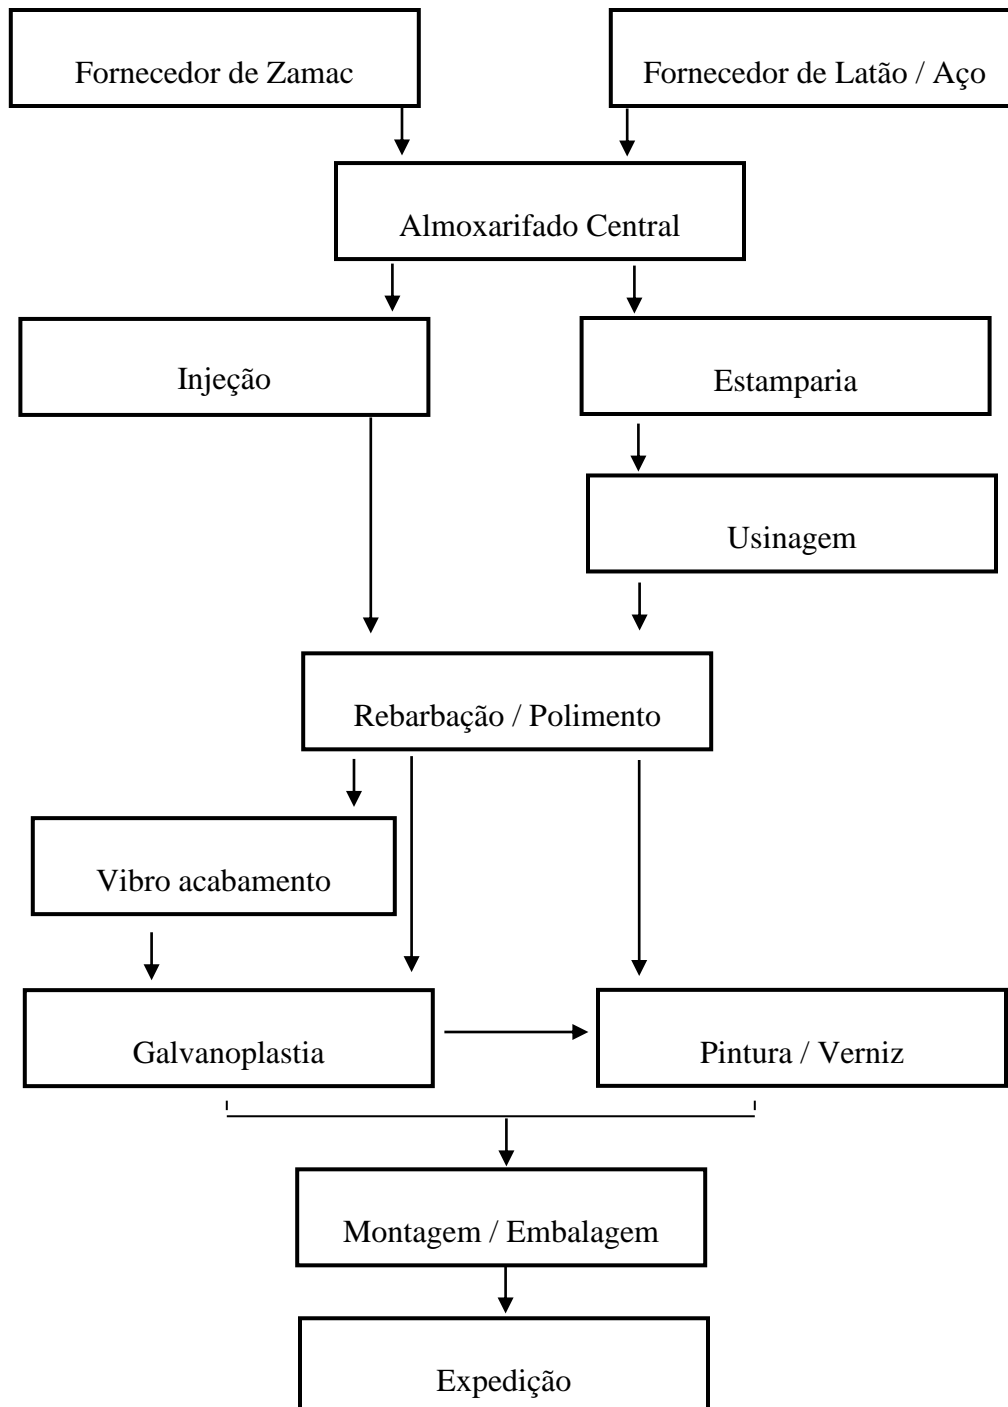 Fornecedor de Zamac
Fornecedor de Latão / Aço
Almoxarifado Central
Injeção
Estamparia
Usinagem
Rebarbação / Polimento
Vibro acabamento
Galvanoplastia
Pintura / Verniz
Montagem / Embalagem
Expedição